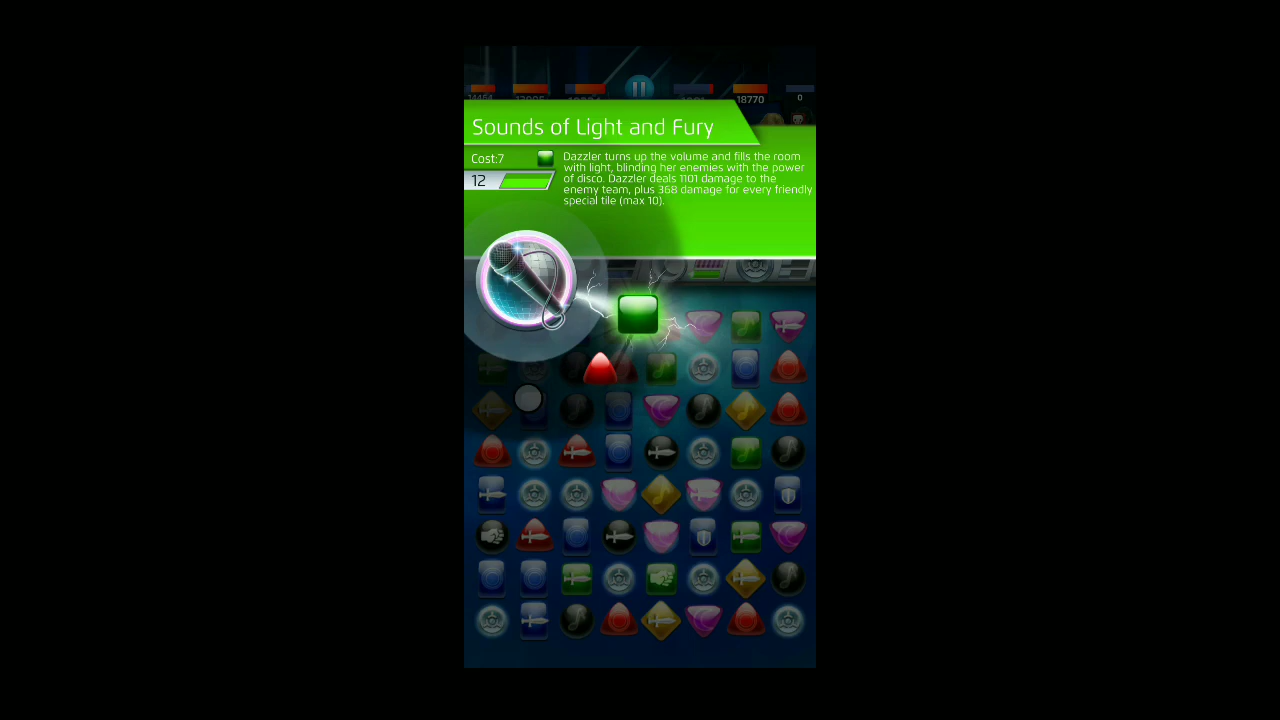 18770
0
Sounds of Light and Fury
Cost:7
12
Dazzler turns up the volume and fills the room
with light, blinding her enemies with the power
of disco. Dazzler deals 1101 damage to the
enemy team, plus 368 damage for every friendly
special tile (max 10).